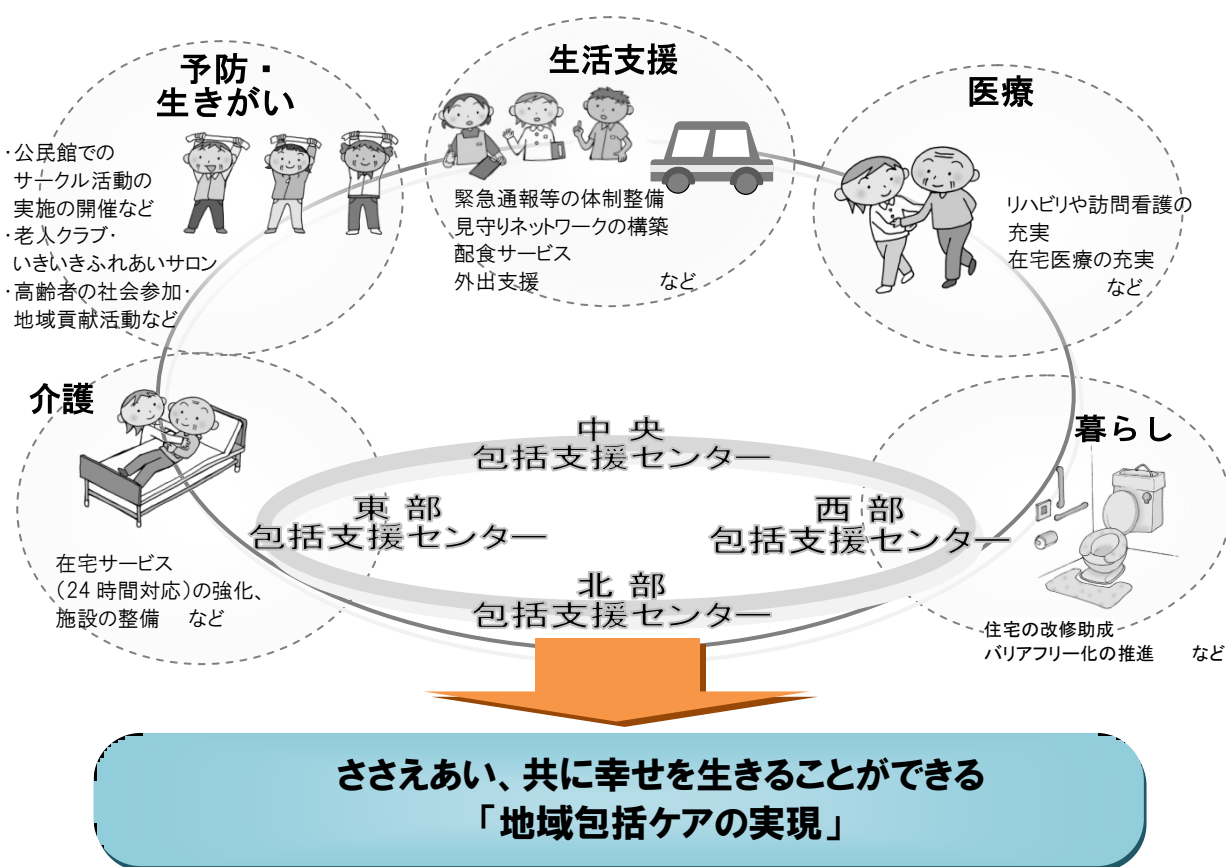 予防・
生きがい
・公民館での
サークル活動の
実施の開催など
・老人クラブ・
いきいきふれあいサロン
・高齢者の社会参加・
地域貢献活動など
生活支援
緊急通報等の体制整備
見守りネットワークの構築
配食サービス
外出支援 など
医療
リハビリや訪問看護の
充実
在宅医療の充実
など
介護
在宅サービス
（24時間対応）の強化、
施設の整備 など
中央
包括支援センター
東部
包括支援センター
西部
包括支援センター
北部
包括支援センター
暮らし
住宅の改修助成
バリアフリー化の推進 など
ささえあい、共に幸せを生きることができる
「地域包括ケアの実現」